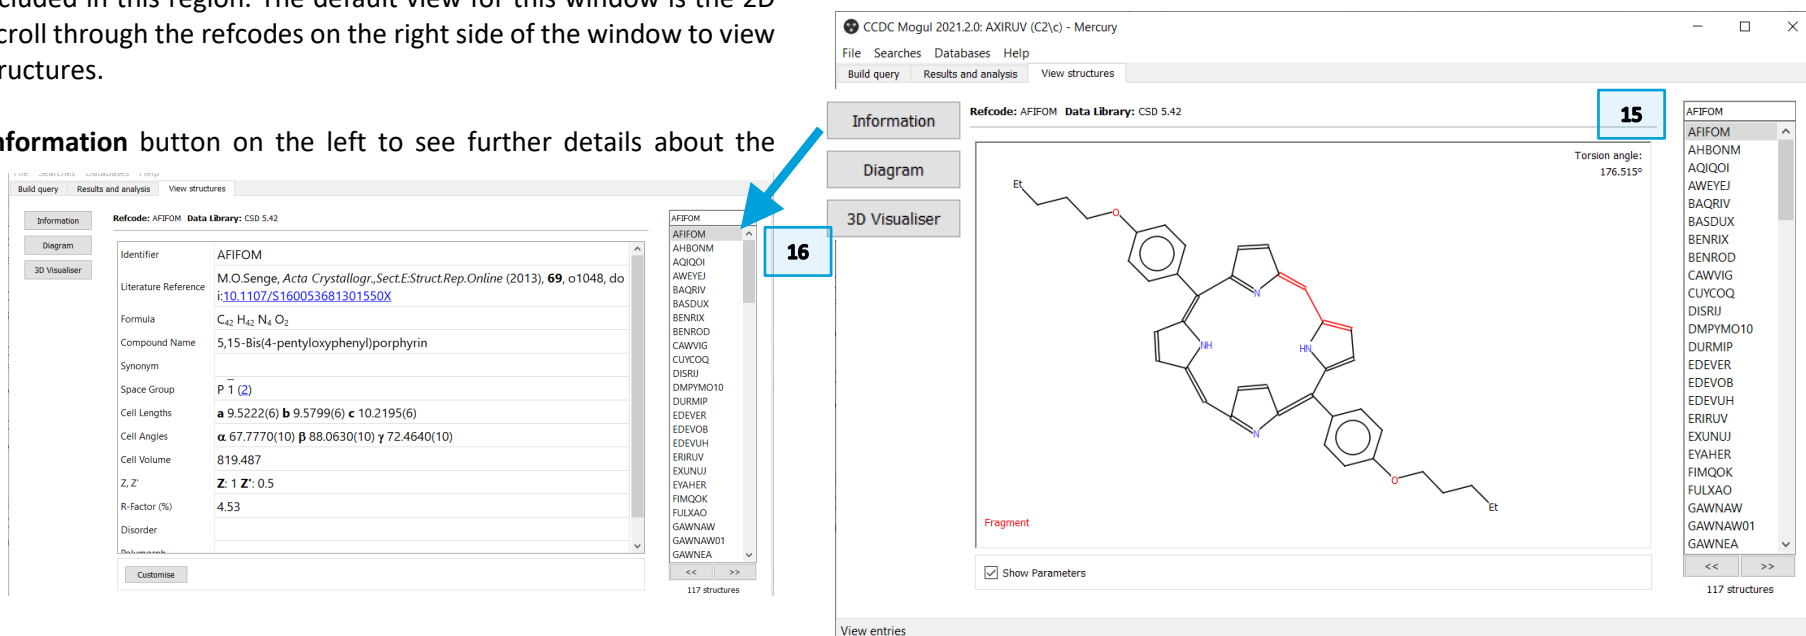 cluded in this region. The default view for this window is the 2D
croll through the refcodes on the right side of the window to view
ructures.
nformation button on the left to see further details about the
File Searches Databases Help
Build query Results and analysis View structures
Information
Diagram
3D Visualiser
Refcode: AFIFOM Data Library: CSD 5.42
Identifier AFIFOM
Literature Reference M.O.Senge, Acta Crystallogr.,Sect.E:Struct.Rep.Online (2013), 69, o1048, do
i:10.1107/S160053681301550X
Formula C42 H42 N4 O2
Compound Name 5,15-Bis(4-pentyloxyphenyl)porphyrin
Synonym
Space Group P 1̅ (2)
Cell Lengths a 9.5222(6) b 9.5799(6) c 10.2195(6)
Cell Angles α 67.7770(10) β 88.0630(10) γ 72.4640(10)
Cell Volume 819.487
Z, Z' Z: 1 Z': 0.5
R-Factor (%) 4.53
Disorder
Polymorph
Customise
AFIFOM
AFIFOM
AHBONM
AQIQOI
AWEYEJ
BAQRIV
BASDUX
BENRIX
BENROD
CAWVIG
CUYCOQ
DISRIJ
DMPYMO10
DURMIP
EDEVER
EDEVOB
EDEVUH
ERIRUV
EXUNUJ
EYAHER
FIMQOK
FULXAO
GAWNAW
GAWNAW01
GAWNEA
<< >>
117 structures
16
CCDC Mogul 2021.2.0: AXIRUV (C2\c) - Mercury
File Searches Databases Help
Build query Results and analysis View structures
Information
Diagram
3D Visualiser
Refcode: AFIFOM Data Library: CSD 5.42
15
Torsion angle:
176.515°
Et
O
N
NH
HN
N
O
Et
Fragment
Show Parameters
AFIFOM
AFIFOM
AHBONM
AQIQOI
AWEYEJ
BAQRIV
BASDUX
BENRIX
BENROD
CAWVIG
CUYCOQ
DISRIJ
DMPYMO10
DURMIP
EDEVER
EDEVOB
EDEVUH
ERIRUV
EXUNUJ
EYAHER
FIMQOK
FULXAO
GAWNAW
GAWNAW01
GAWNEA
<< >>
117 structures
View entries